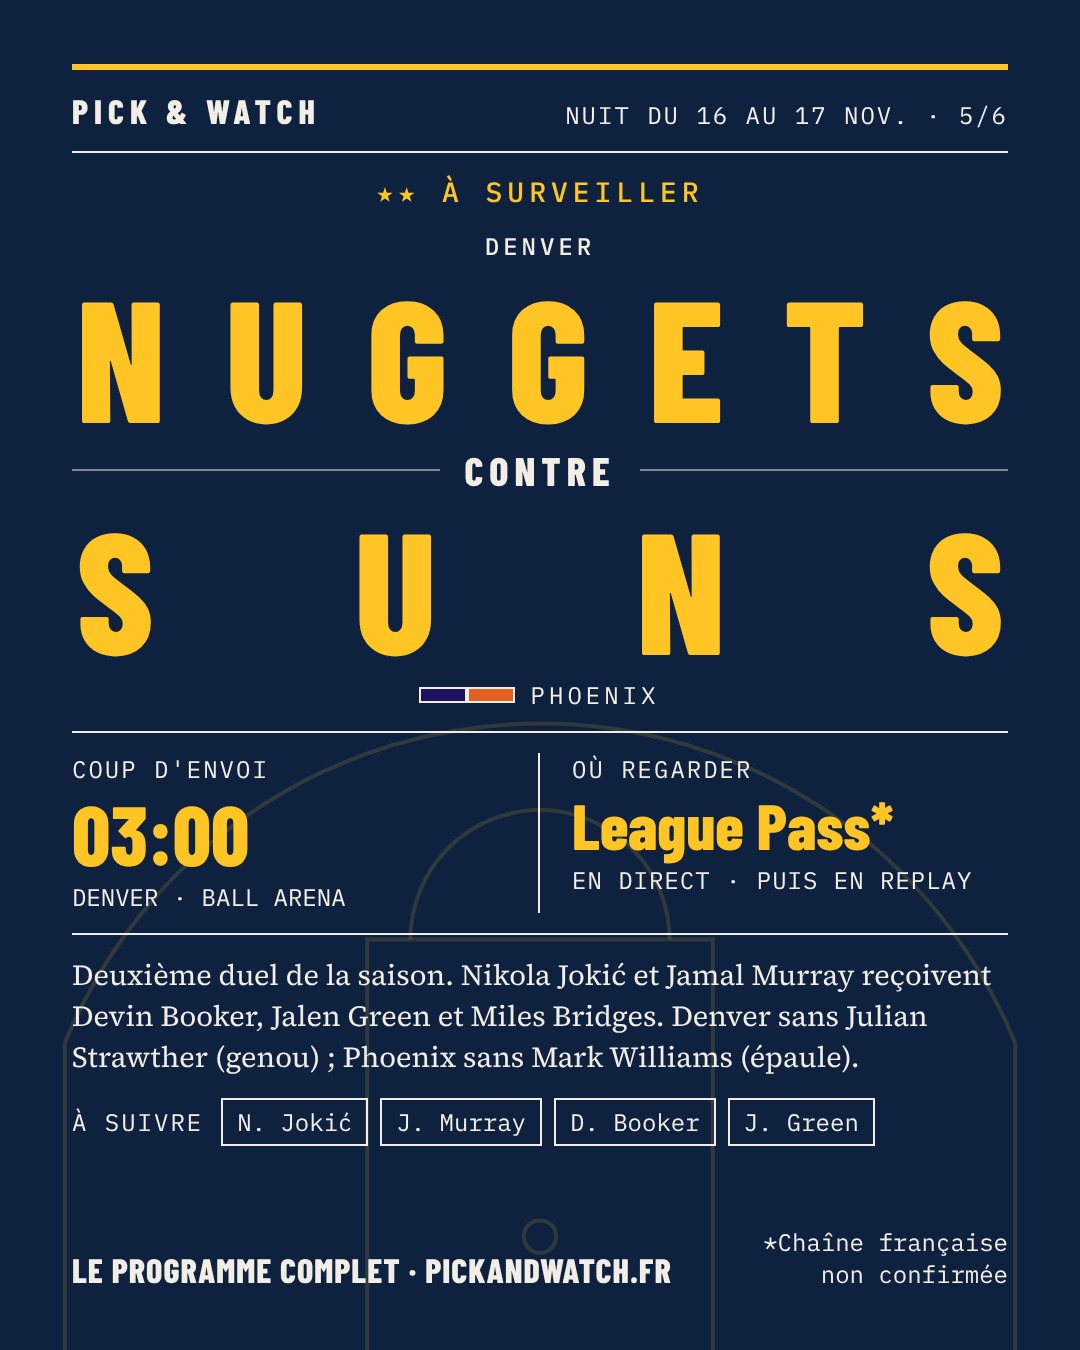 PICK & WATCH
NUIT DU 16 AU 17 NOV. · 5/6
★★ À SURVEILLER
DENVER
NUGGETS
CONTRE
SUNS
PHOENIX
COUP D'ENVOI
03:00
DENVER · BALL ARENA
OÙ REGARDER
League Pass*
EN DIRECT · PUIS EN REPLAY
Deuxième duel de la saison. Nikola Jokić et Jamal Murray reçoivent
Devin Booker, Jalen Green et Miles Bridges. Denver sans Julian
Strawther (genou) ; Phoenix sans Mark Williams (épaule).
À SUIVRE N. Jokić J. Murray D. Booker J. Green
LE PROGRAMME COMPLET · PICKANDWATCH.FR
*Chaîne française
non confirmée